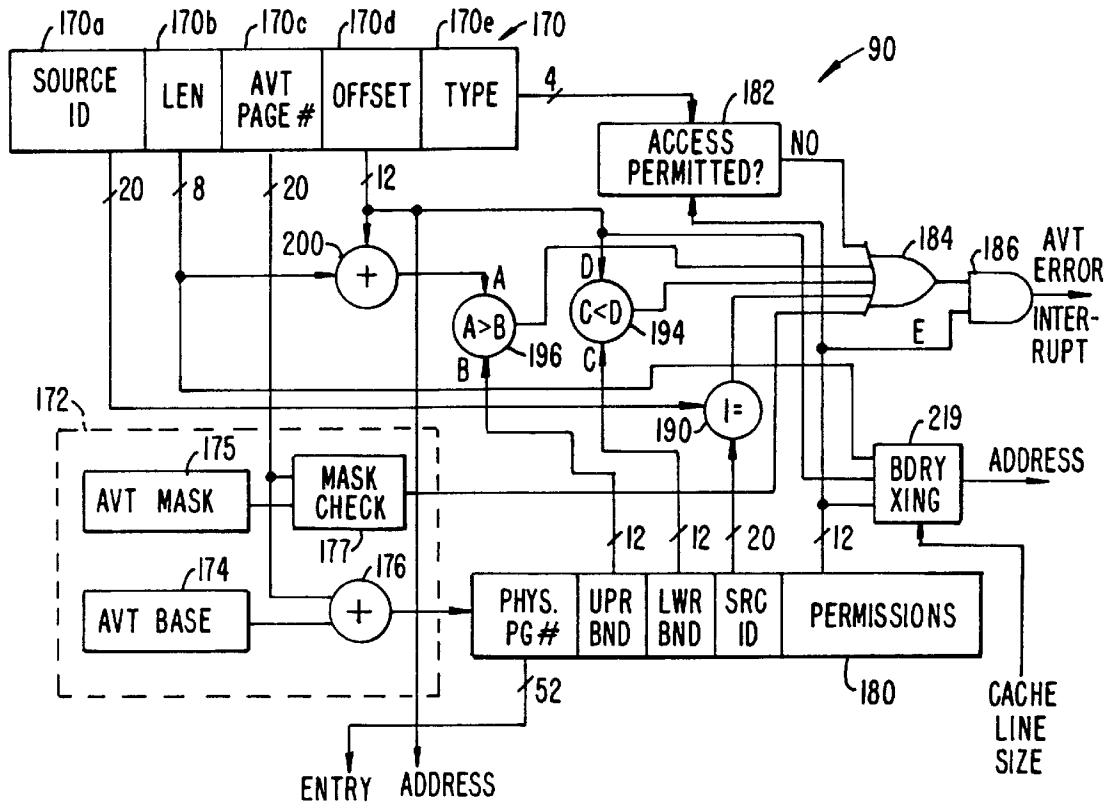 170a 170b 170c 170d 170e 170
90
SOURCE ID
LEN
AVT PAGE #
OFFSET
TYPE
4
182
ACCESS PERMITTED?
NO
20
8
20
12
200
+
A
A>B
196
B
D
C<D
194
C
184
186
AVT ERROR INTER-RUPT
E
172
175
AVT MASK
MASK CHECK
177
190
!=
219
BDRY XING
ADDRESS
174
AVT BASE
176
+
12
12
20
12
PHYS. PG#
UPR BND
LWR BND
SRC ID
PERMISSIONS
180
52
CACHE LINE SIZE
ENTRY
ADDRESS